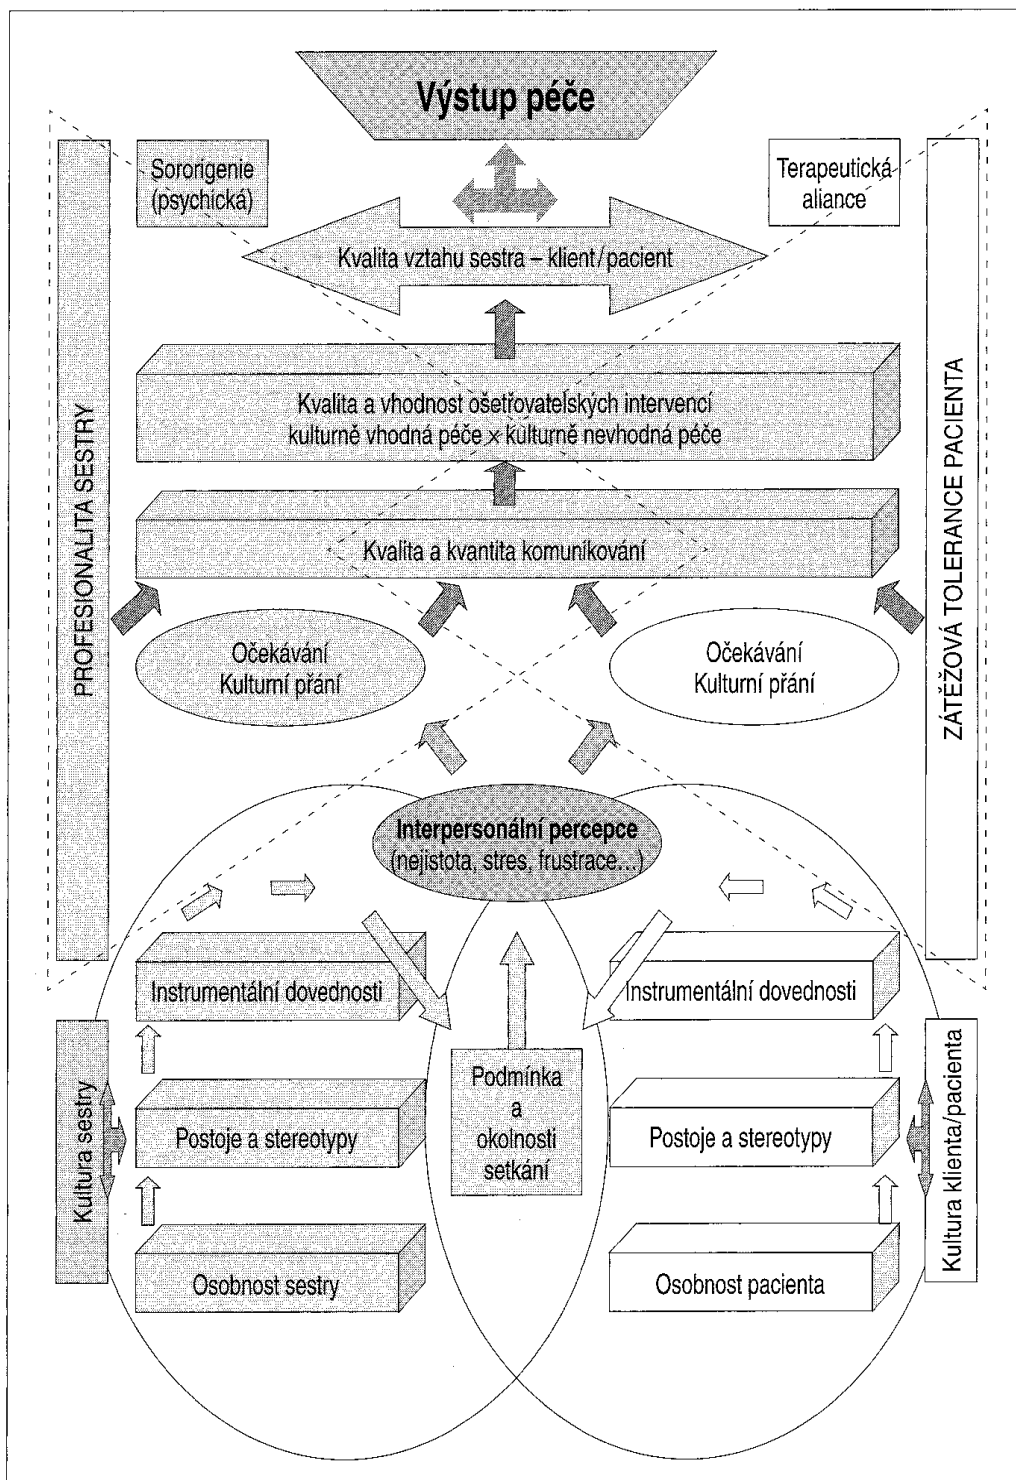 Výstup péče
Sororigenie
(psychická)
Terapeutická
aliance
Kvalita vztahu sestra – klient/pacient
PROFESIONALITA SESTRY
ZÁTĚŽOVÁ TOLERANCE PACIENTA
Kvalita a vhodnost ošetřovatelských intervencí
kulturně vhodná péče × kulturně nevhodná péče
Kvalita a kvantita komunikování
Očekávání
Kulturní přání
Očekávání
Kulturní přání
Interpersonální percepce
(nejistota, stres, frustrace...)
Instrumentální dovednosti
Instrumentální dovednosti
Kultura sestry
Kultura klienta/pacienta
Podmínka
a
okolnosti
setkání
Postoje a stereotypy
Postoje a stereotypy
Osobnost sestry
Osobnost pacienta